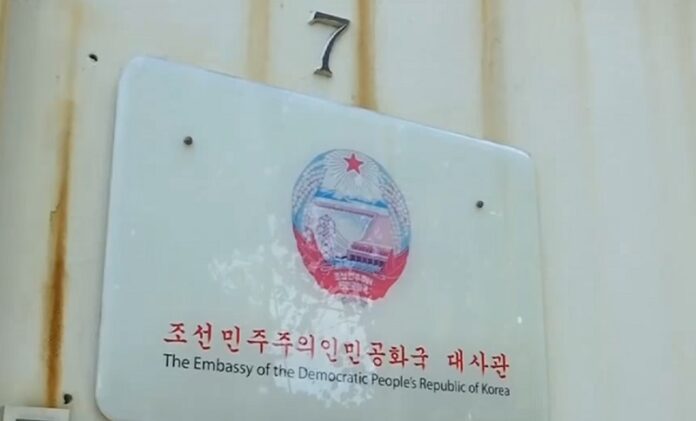 7
조선민주주의인민공화국 대사관
The Embassy of the Democratic People's Republic of Korea